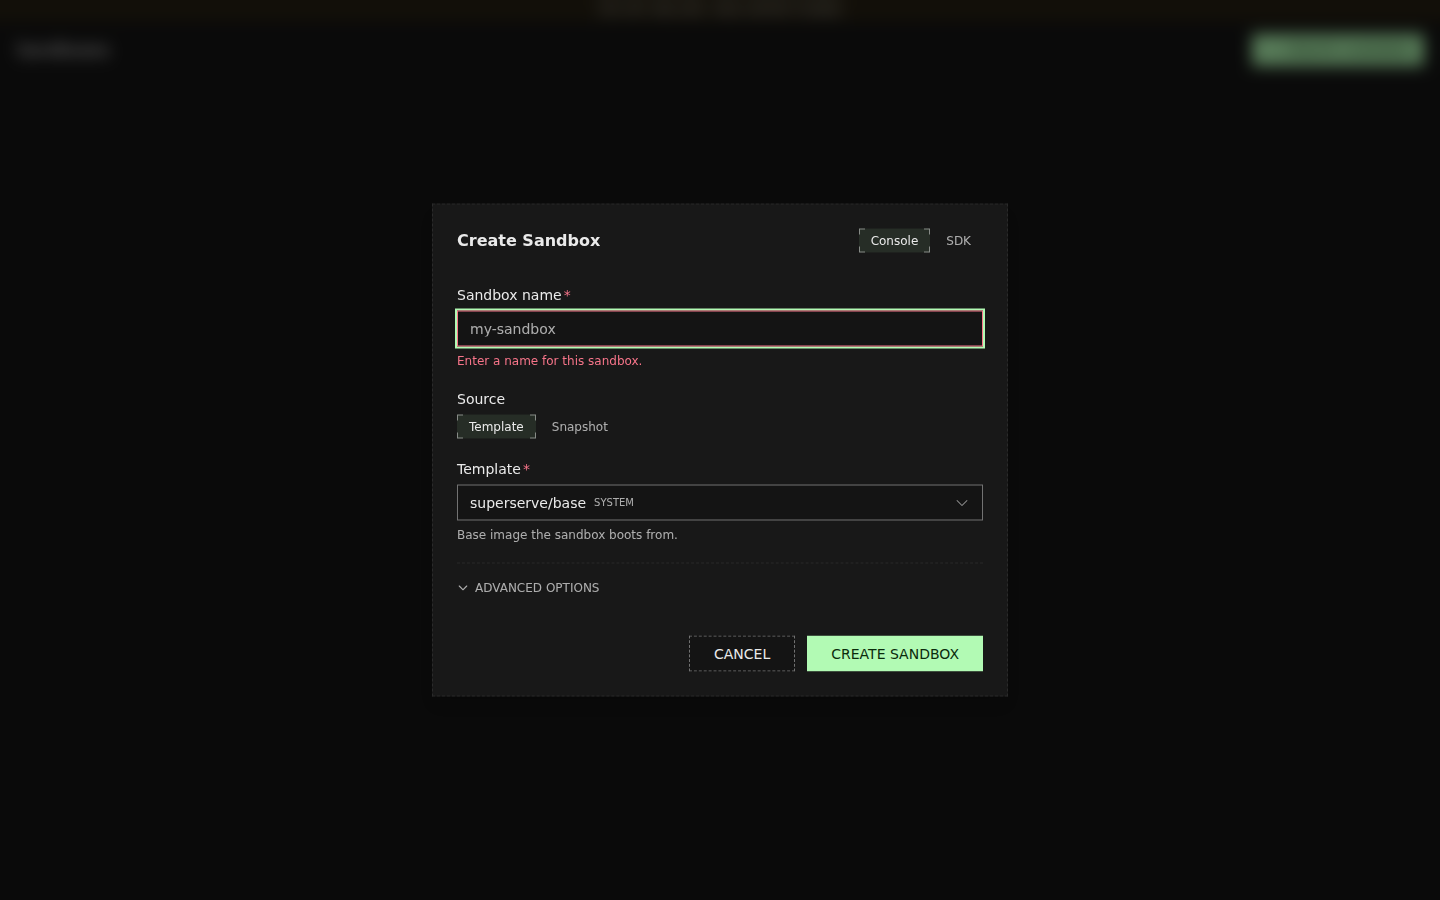 Create Sandbox
Console
SDK
Sandbox name*
my-sandbox
Enter a name for this sandbox.
Source
Template
Snapshot
Template*
superserve/base SYSTEM
Base image the sandbox boots from.
ADVANCED OPTIONS
CANCEL
CREATE SANDBOX